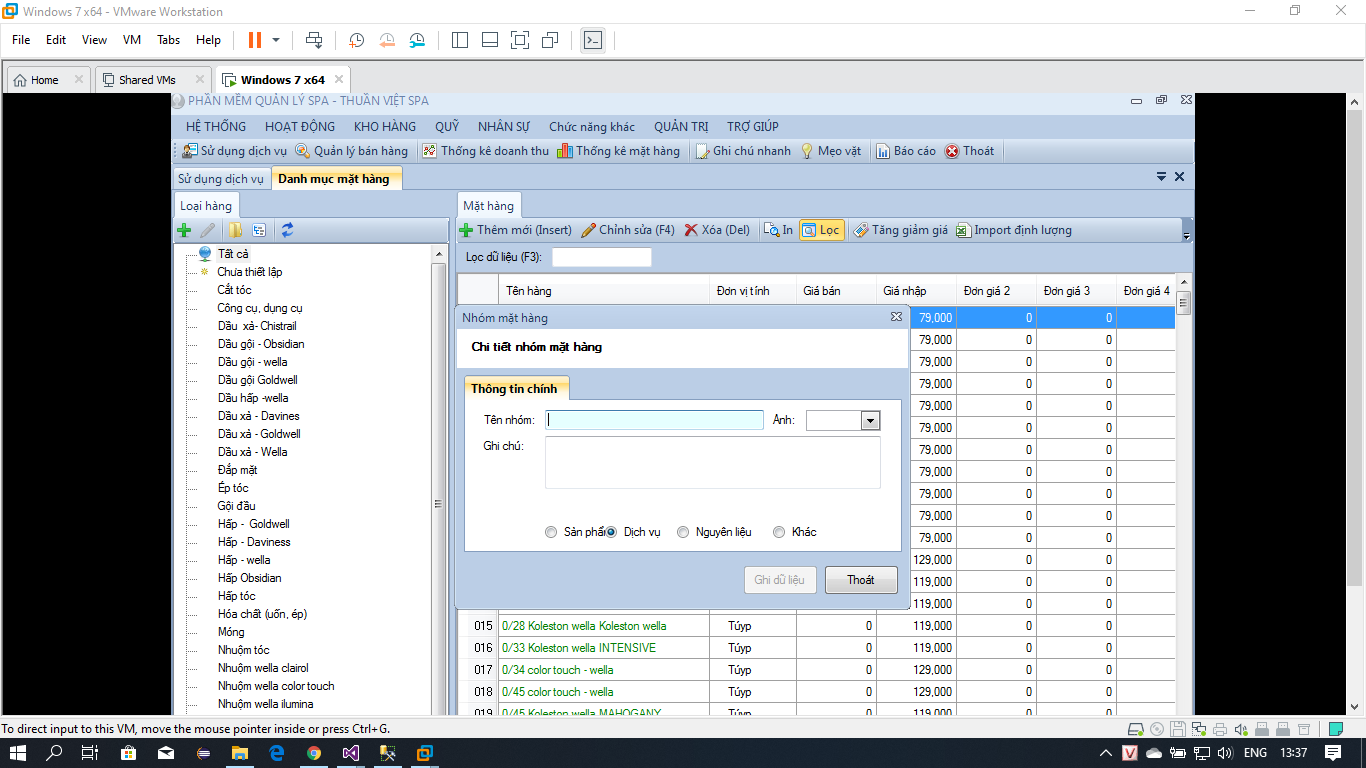 Windows 7 x64 - VMware Workstation
File Edit View VM Tabs Help
Home Shared VMs Windows 7 x64
PHẦN MỀM QUẢN LÝ SPA - THUẦN VIỆT SPA
HỆ THỐNG HOẠT ĐỘNG KHO HÀNG QUỸ NHÂN SỰ Chức năng khác QUẢN TRỊ TRỢ GIÚP
Sử dụng dịch vụ Quản lý bán hàng Thống kê doanh thu Thống kê mặt hàng Ghi chú nhanh Mẹo vặt Báo cáo Thoát
Sử dụng dịch vụ Danh mục mặt hàng
Loại hàng
Tất cả
Chưa thiết lập
Cắt tóc
Công cụ, dụng cụ
Dầu xả- Chistrail
Dầu gội - Obsidian
Dầu gội - wella
Dầu gội Goldwell
Dầu hấp -wella
Dầu xả - Davines
Dầu xả - Goldwell
Dầu xả - Wella
Đắp mặt
Ép tóc
Gội đầu
Hấp - Goldwell
Hấp - Daviness
Hấp - wella
Hấp Obsidian
Hấp tóc
Hóa chất (uốn, ép)
Móng
Nhuộm tóc
Nhuộm wella clairol
Nhuộm wella color touch
Nhuộm wella ilumina
Mặt hàng
Thêm mới (Insert) Chỉnh sửa (F4) Xóa (Del) In Lọc Tăng giảm giá Import định lượng
Lọc dữ liệu (F3):
Tên hàng Đơn vị tính Giá bán Giá nhập Đơn giá 2 Đơn giá 3 Đơn giá 4
79,000 0 0
79,000 0 0
79,000 0 0
79,000 0 0
79,000 0 0
79,000 0 0
79,000 0 0
79,000 0 0
79,000 0 0
79,000 0 0
79,000 0 0
129,000 0 0
119,000 0 0
119,000 0 0
015 0/28 Koleston wella Koleston wella Túyp 0 119,000 0 0
016 0/33 Koleston wella INTENSIVE Túyp 0 119,000 0 0
017 0/34 color touch - wella Túyp 0 129,000 0 0
018 0/45 color touch - wella Túyp 0 129,000 0 0
019 0/45 Koleston wella MAHOGANY Túyp 0 119,000 0 0
Nhóm mặt hàng
Chi tiết nhóm mặt hàng
Thông tin chính
Tên nhóm: Ảnh:
Ghi chú:
Sản phẩ Dịch vụ Nguyên liệu Khác
Ghi dữ liệu Thoát
To direct input to this VM, move the mouse pointer inside or press Ctrl+G.
ENG 13:37